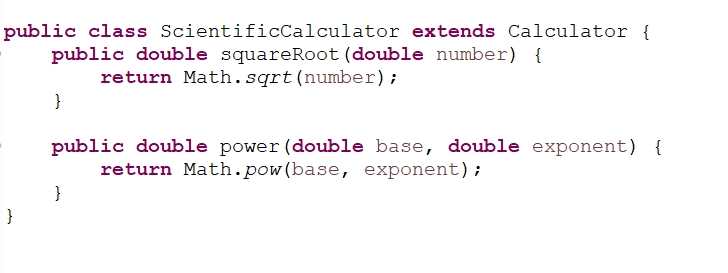 public class ScientificCalculator extends Calculator {
    public double squareRoot(double number) {
        return Math.sqrt(number);
    }

    public double power(double base, double exponent) {
        return Math.pow(base, exponent);
    }
}